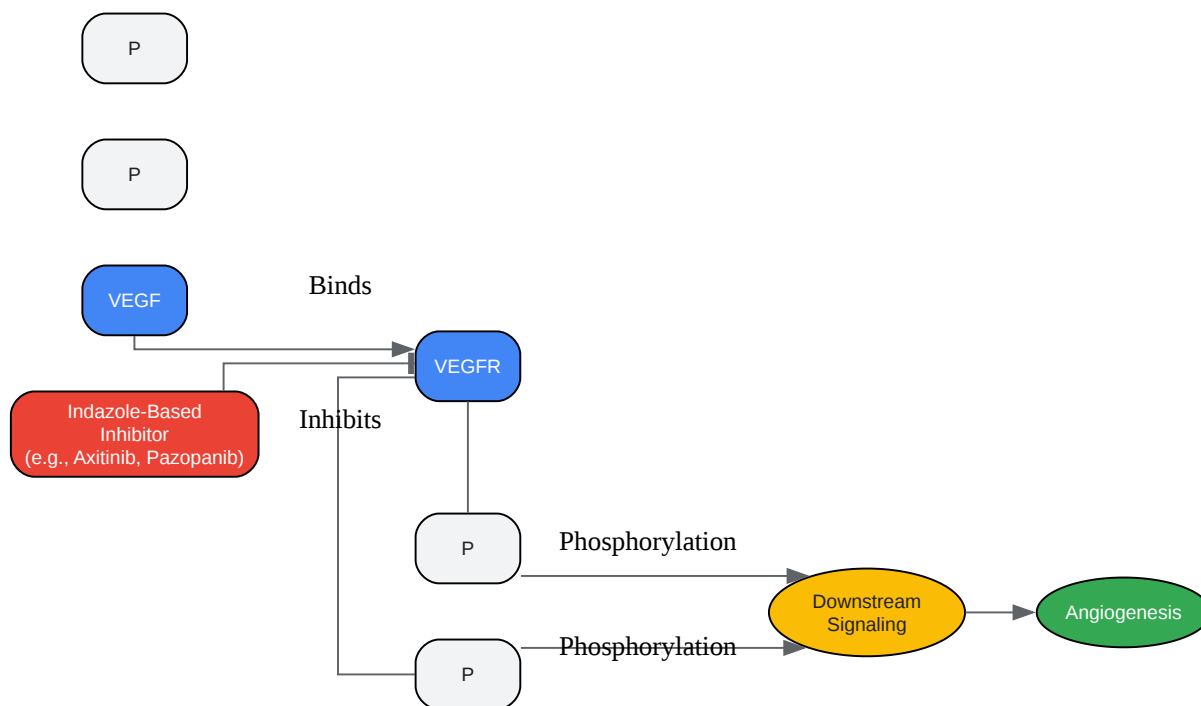 P
P
VEGF
Binds
VEGFR
Indazole-Based
Inhibitor
(e.g., Axitinib, Pazopanib)
Inhibits
P
Phosphorylation
Downstream
Signaling
Angiogenesis
Phosphorylation
P